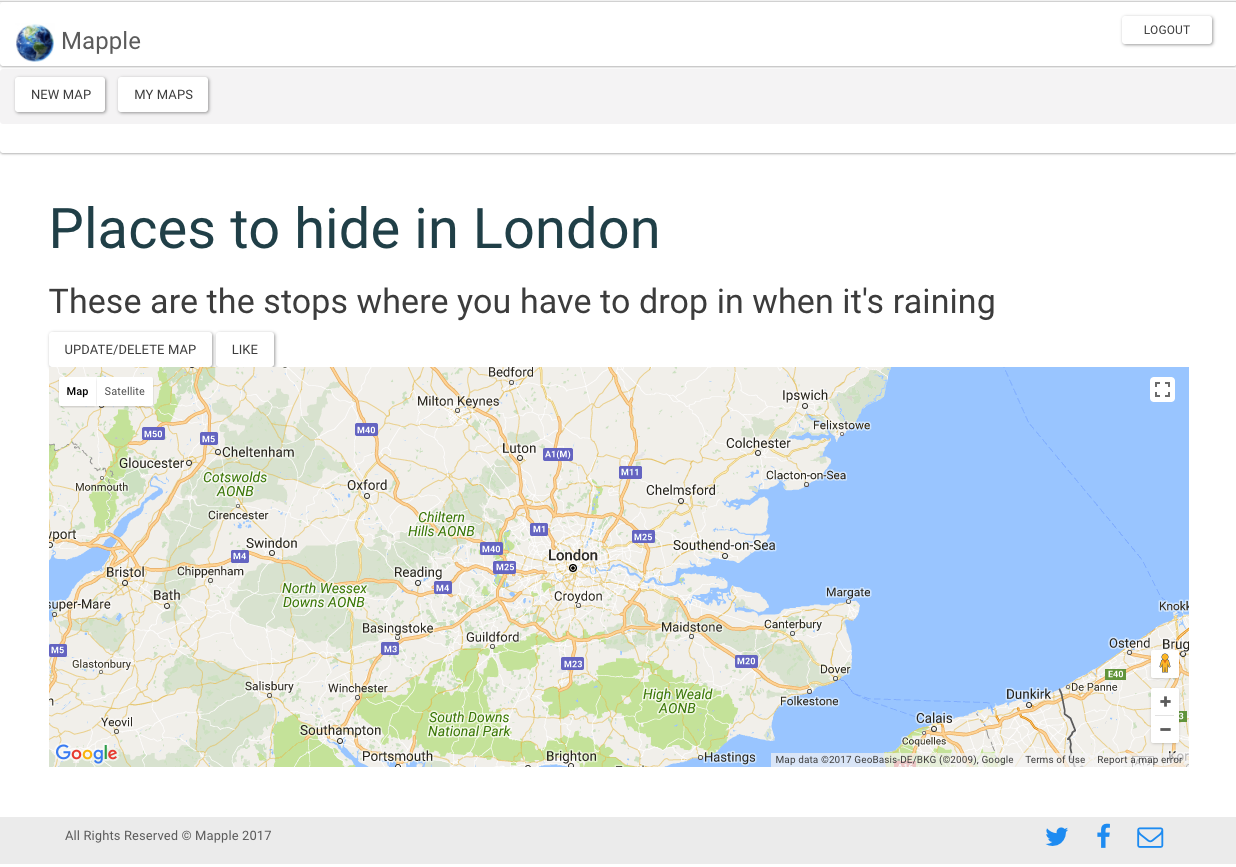 Mapple
LOGOUT
NEW MAP
MY MAPS
Places to hide in London
These are the stops where you have to drop in when it's raining
UPDATE/DELETE MAP
LIKE
Map
Satellite
Bedford
Milton Keynes
Ipswich
Felixstowe
M50
M5
M40
Colchester
Luton
A1(M)
Cheltenham
Gloucester
M11
Clacton-on-Sea
Cotswolds
AONB
Monmouth
Oxford
Chelmsford
Cirencester
Chiltern
Hills AONB
M1
M25
port
Swindon
M40
London
Southend-on-Sea
M4
M25
Bristol
Chippenham
Reading
M4
Bath
North Wessex
Downs AONB
Croydon
Margate
super-Mare
Knokk
Basingstoke
Guildford
Maidstone
Canterbury
M5
M3
Ostend
Brug
Glastonbury
M23
M20
Dover
E40
Salisbury
Winchester
High Weald
AONB
Folkestone
Dunkirk
De Panne
Yeovil
South Downs
National Park
Calais
Southampton
Coquelles
Google
Portsmouth
Brighton
Hastings
Map data ©2017 GeoBasis-DE/BKG (©2009), Google
Terms of Use
Report a map error
All Rights Reserved © Mapple 2017